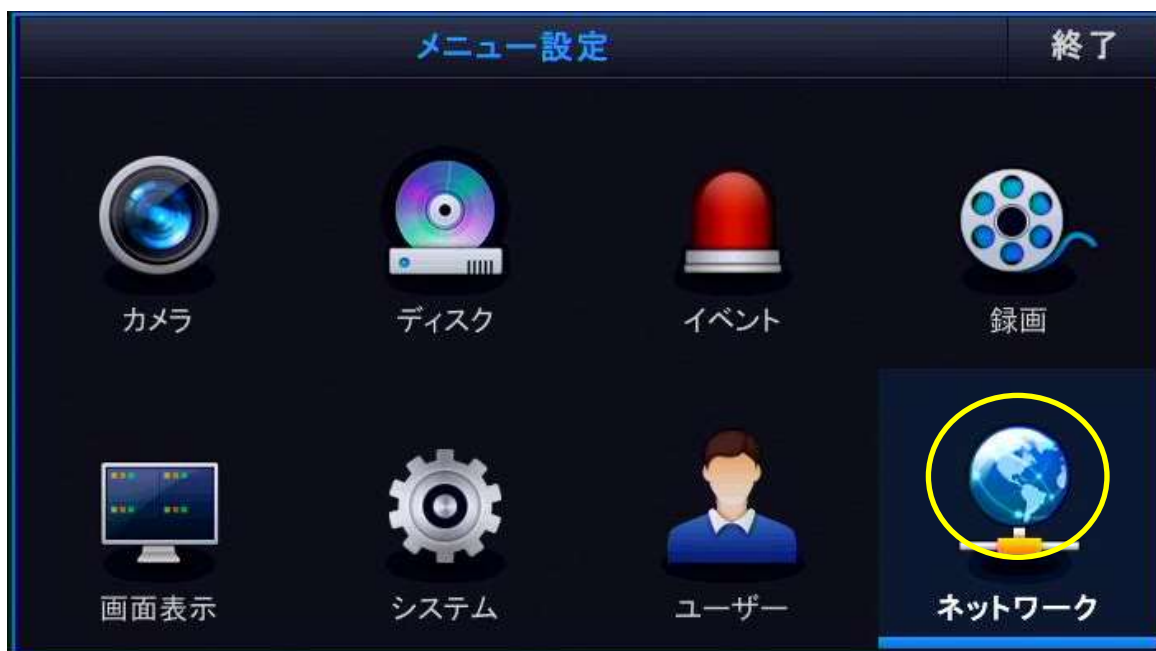 メニュー設定
終了
カメラ
ディスク
イベント
録画
画面表示
システム
ユーザー
ネットワーク